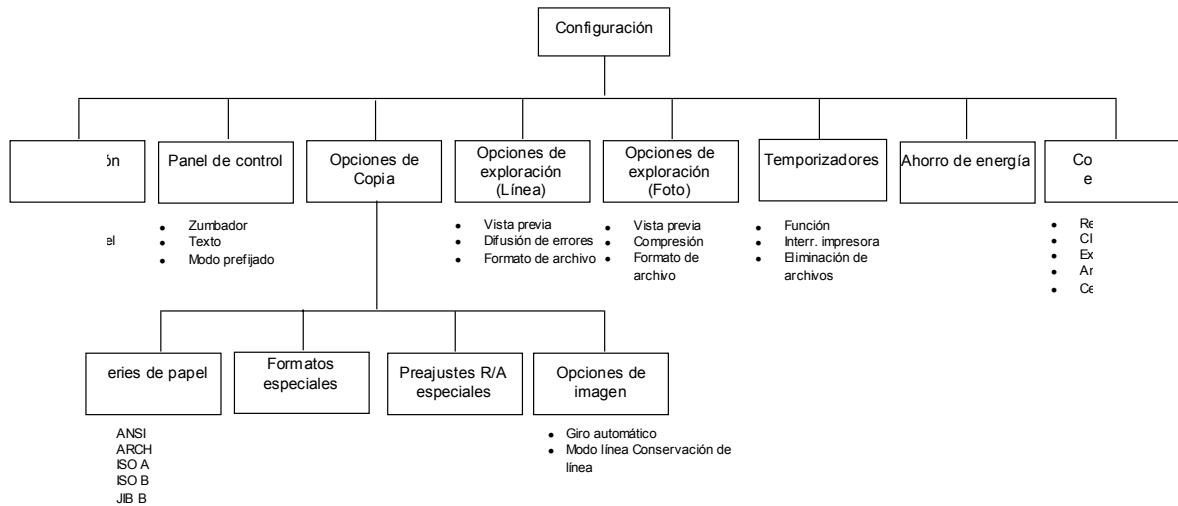 Configuración
Panel de control
Opciones de
Copia
Opciones de
exploración
(Línea)
Opciones de
exploración
(Foto)
Temporizadores
Ahorro de energía
• Zumbador
• Texto
• Modo prefijado
• Vista previa
• Difusión de errores
• Formato de archivo
• Vista previa
• Compresión
• Formato de
archivo
• Función
• Interr. impresora
• Eliminación de
archivos
eries de papel
Formatos
especiales
Preajustes R/A
especiales
Opciones de
imagen
ANSI
ARCH
ISO A
ISO B
JIB B
• Giro automático
• Modo línea Conservación de
línea